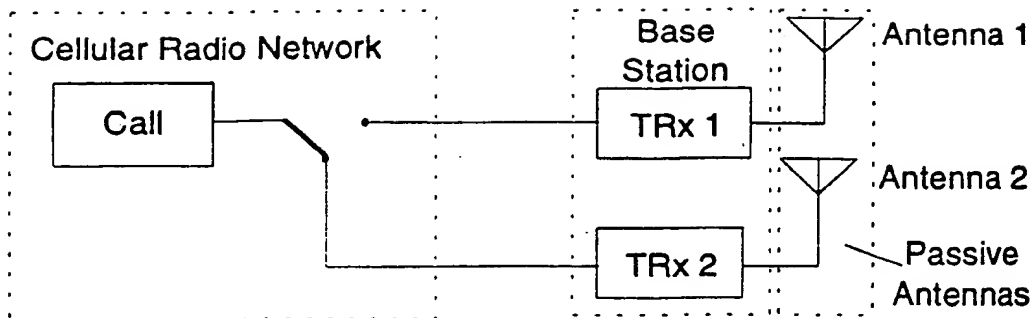 Cellular Radio Network
Call
Base
Station
TRx 1
TRx 2
Antenna 1
Antenna 2
Passive
Antennas